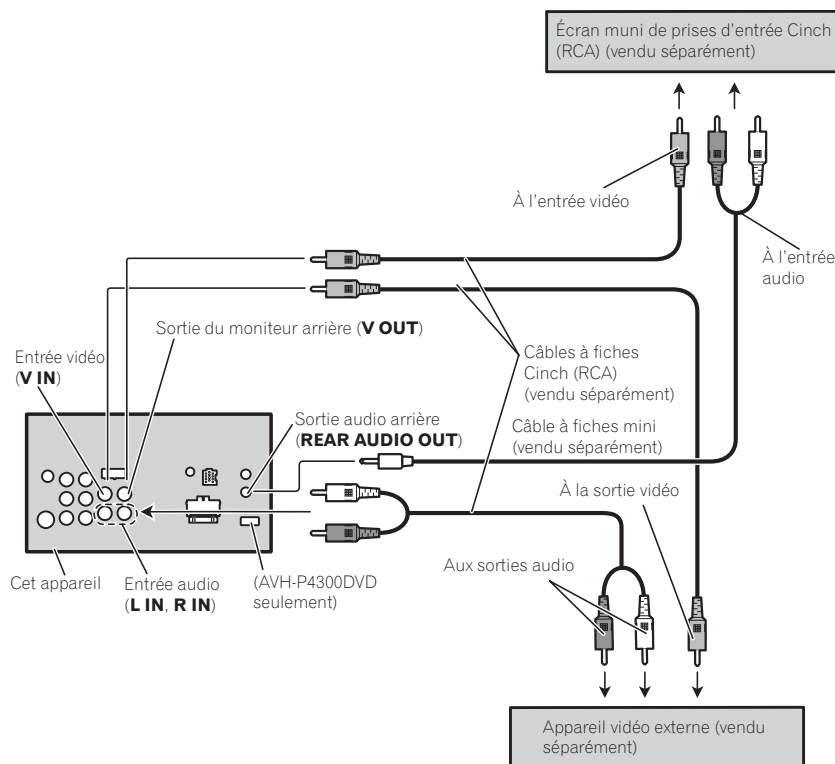 Écran muni de prises d'entrée Cinch
(RCA) (vendu séparément)
À l'entrée vidéo
À l'entrée
audio
Sortie du moniteur arrière (V OUT)
Entrée vidéo
(V IN)
Câbles à fiches
Cinch (RCA)
(vendu séparément)
Sortie audio arrière
(REAR AUDIO OUT)
Câble à fiches mini
(vendu séparément)
À la sortie vidéo
Aux sorties audio
Cet appareil
Entrée audio
(L IN, R IN)
(AVH-P4300DVD
seulement)
Appareil vidéo externe (vendu
séparément)